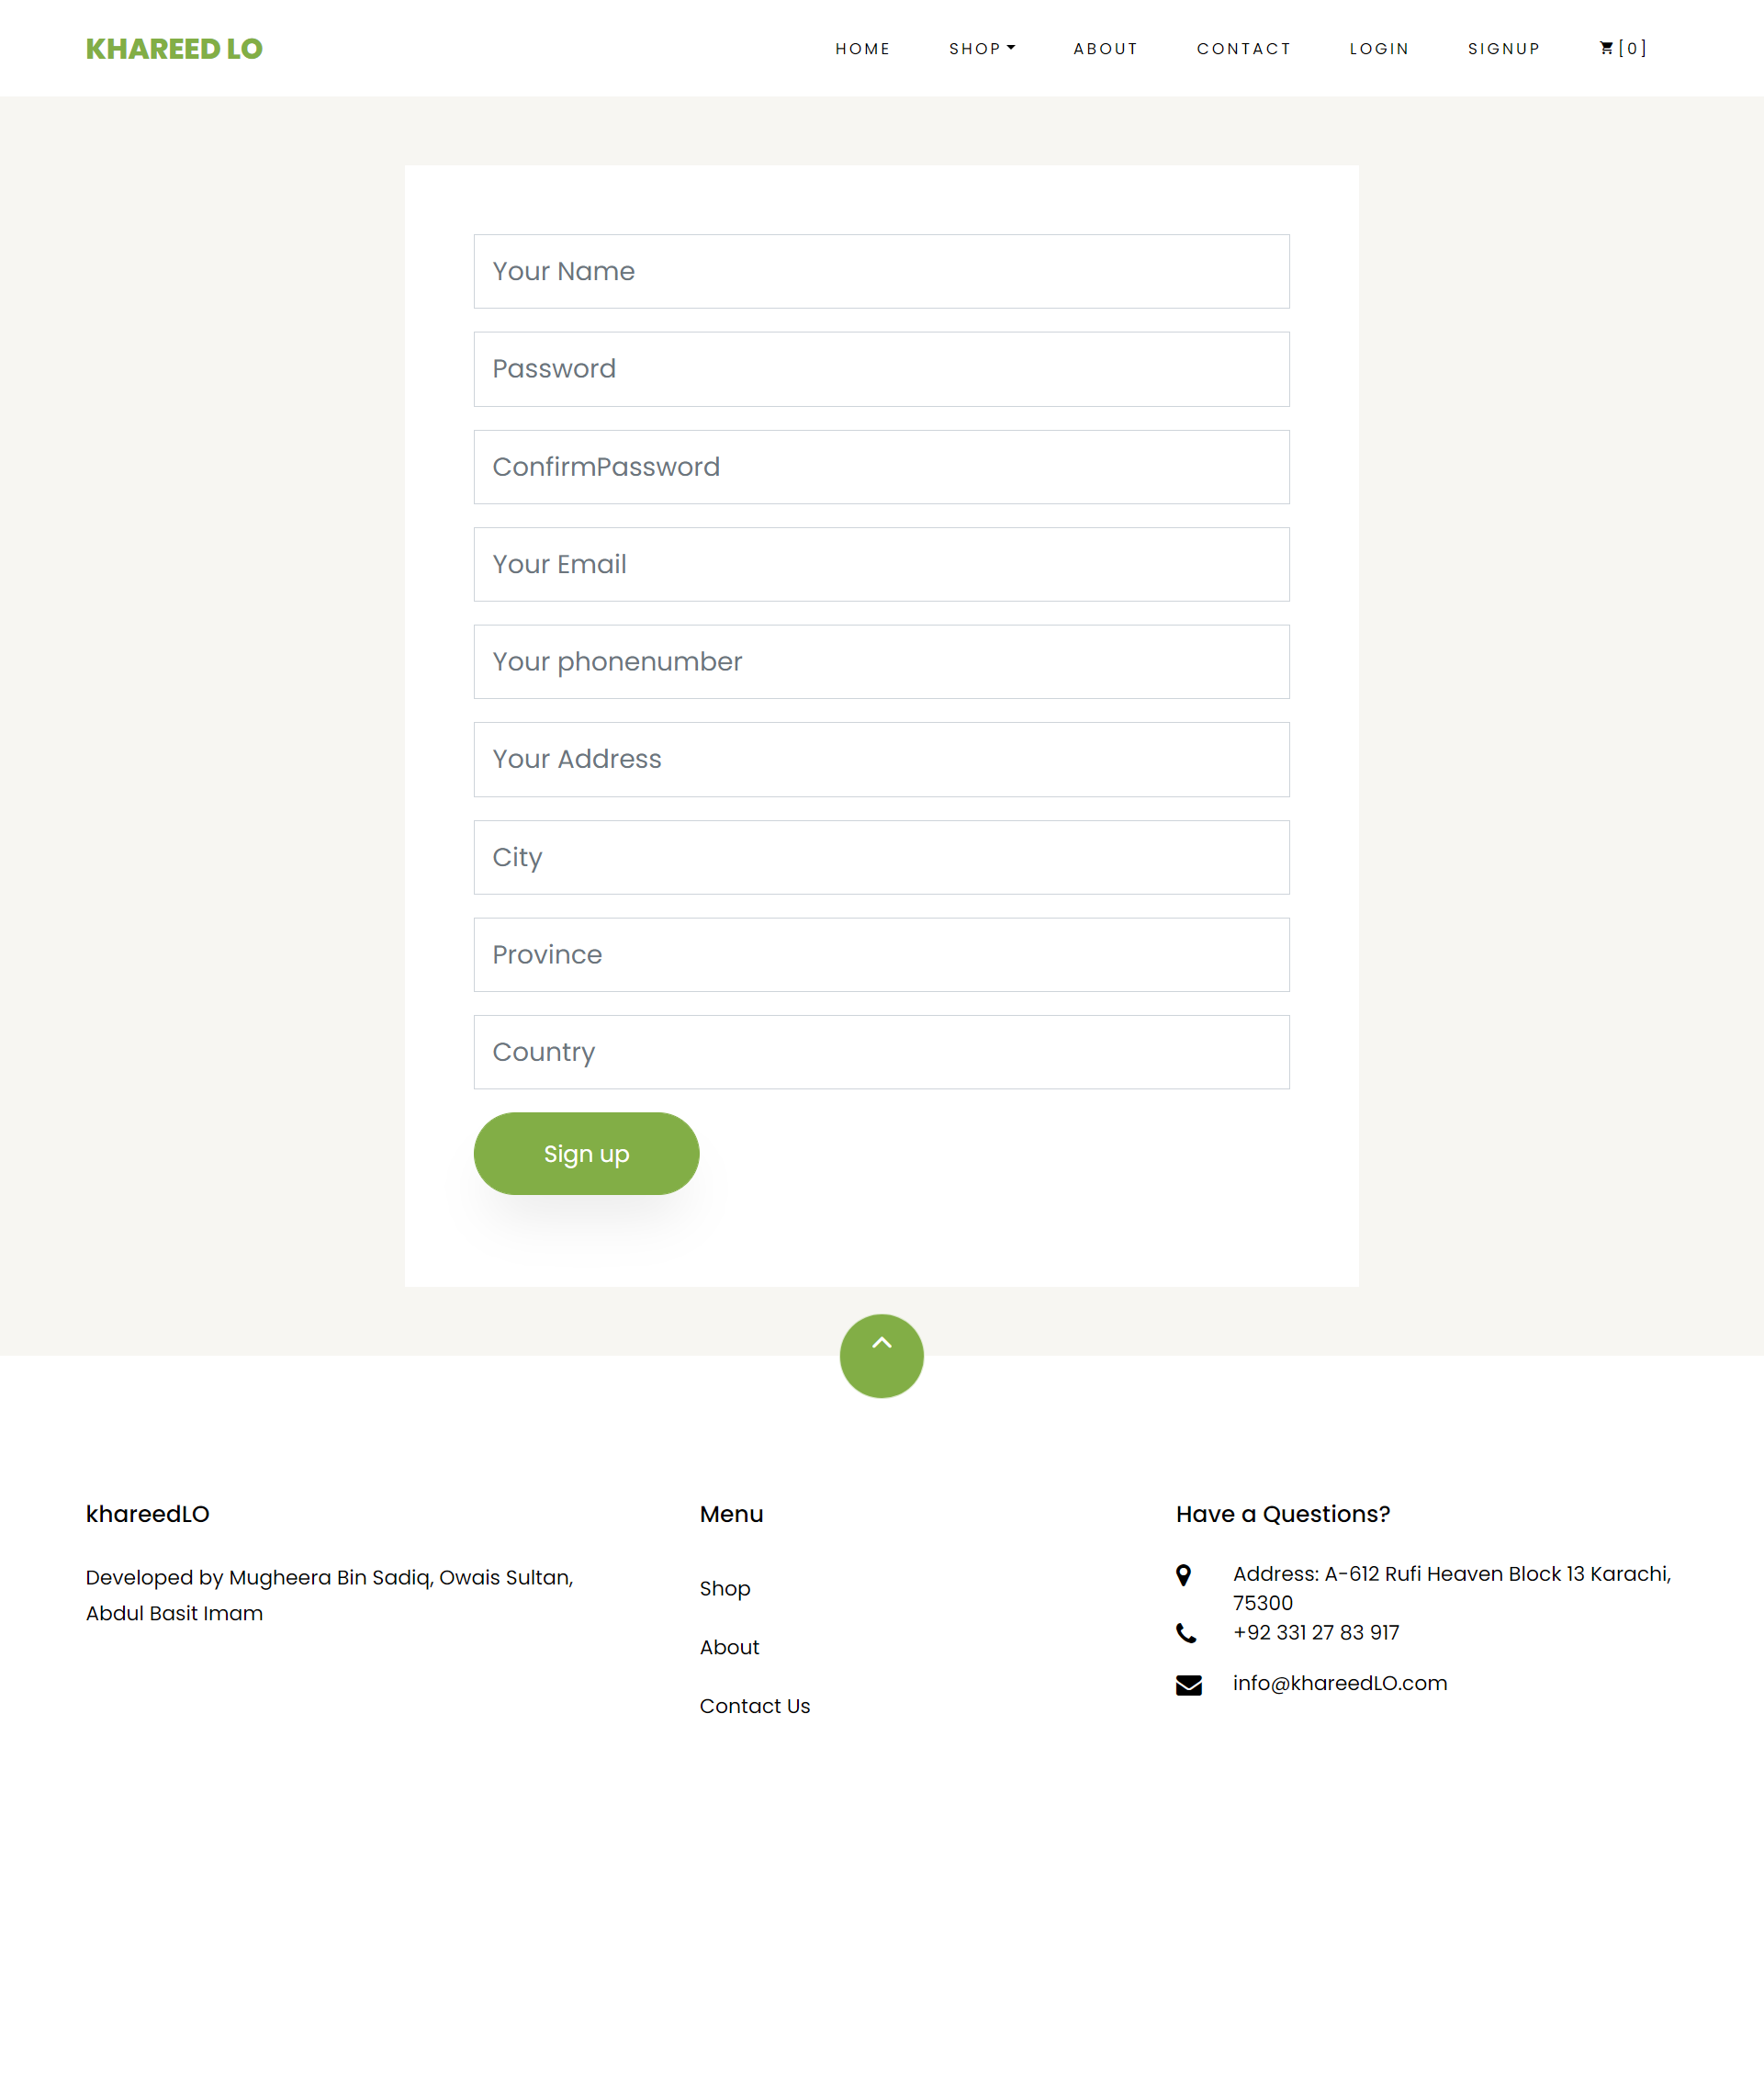 KHAREED LO
HOME SHOP ABOUT CONTACT LOGIN SIGNUP [0]
Your Name
Password
ConfirmPassword
Your Email
Your phonenumber
Your Address
City
Province
Country
Sign up
khareedLO
Developed by Mugheera Bin Sadiq, Owais Sultan,
Abdul Basit Imam
Menu
Shop
About
Contact Us
Have a Questions?
Address: A-612 Rufi Heaven Block 13 Karachi,
75300
+92 331 27 83 917
info@khareedLO.com